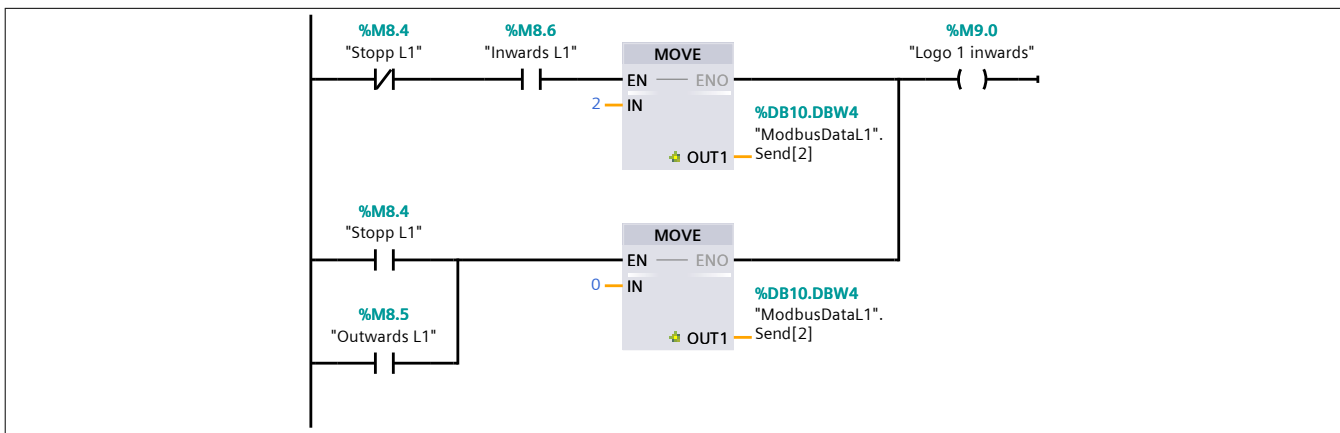 %M8.4
"Stopp L1"
%M8.6
"Inwards L1"
MOVE
EN ENO
2 IN
%DB10.DBW4
"ModbusDataL1".
OUT1 Send[2]
%M9.0
"Logo 1 inwards"
%M8.4
"Stopp L1"
%M8.5
"Outwards L1"
MOVE
EN ENO
0 IN
%DB10.DBW4
"ModbusDataL1".
OUT1 Send[2]